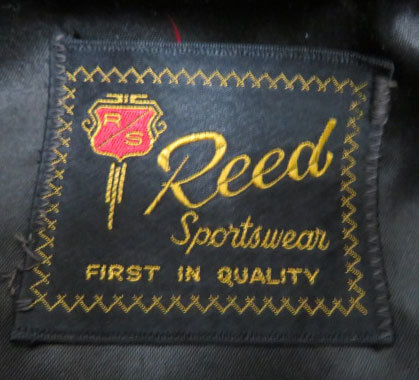 R/S
Reed
Sportswear
FIRST IN QUALITY